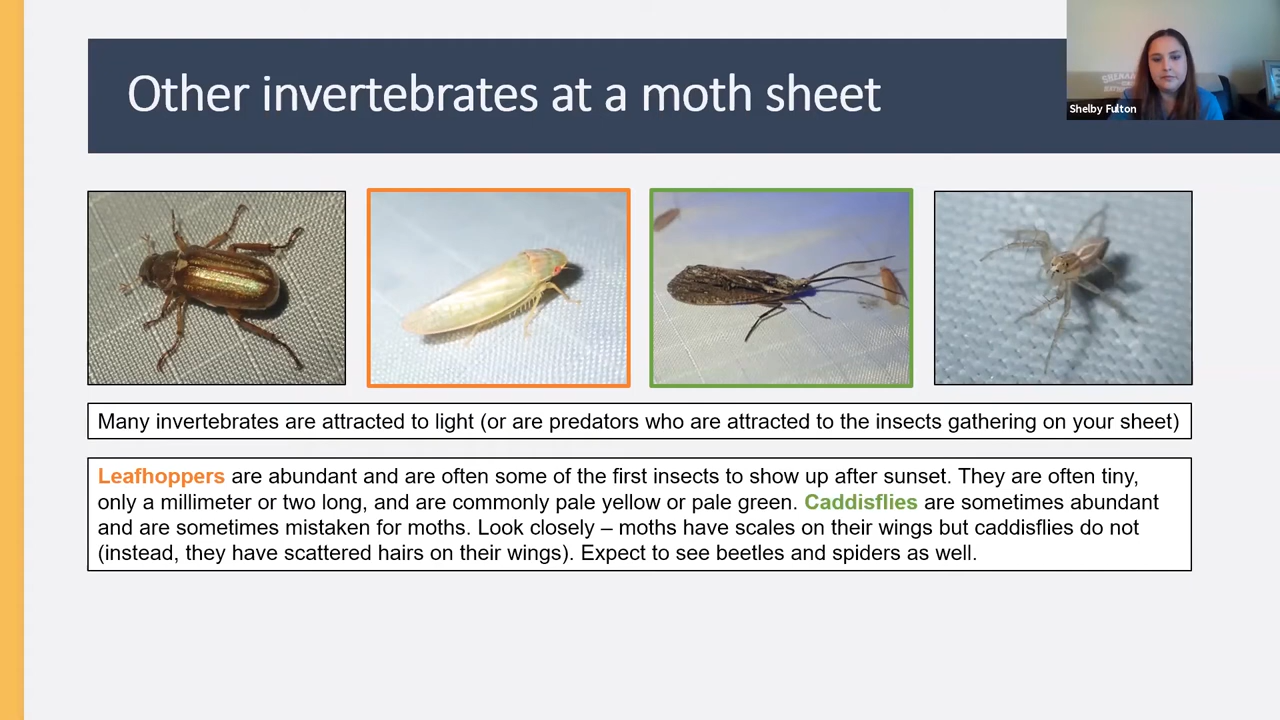 Other invertebrates at a moth sheet
Shelby Fulton
Many invertebrates are attracted to light (or are predators who are attracted to the insects gathering on your sheet)
Leafhoppers are abundant and are often some of the first insects to show up after sunset. They are often tiny,
only a millimeter or two long, and are commonly pale yellow or pale green. Caddisflies are sometimes abundant
and are sometimes mistaken for moths. Look closely – moths have scales on their wings but caddisflies do not
(instead, they have scattered hairs on their wings). Expect to see beetles and spiders as well.